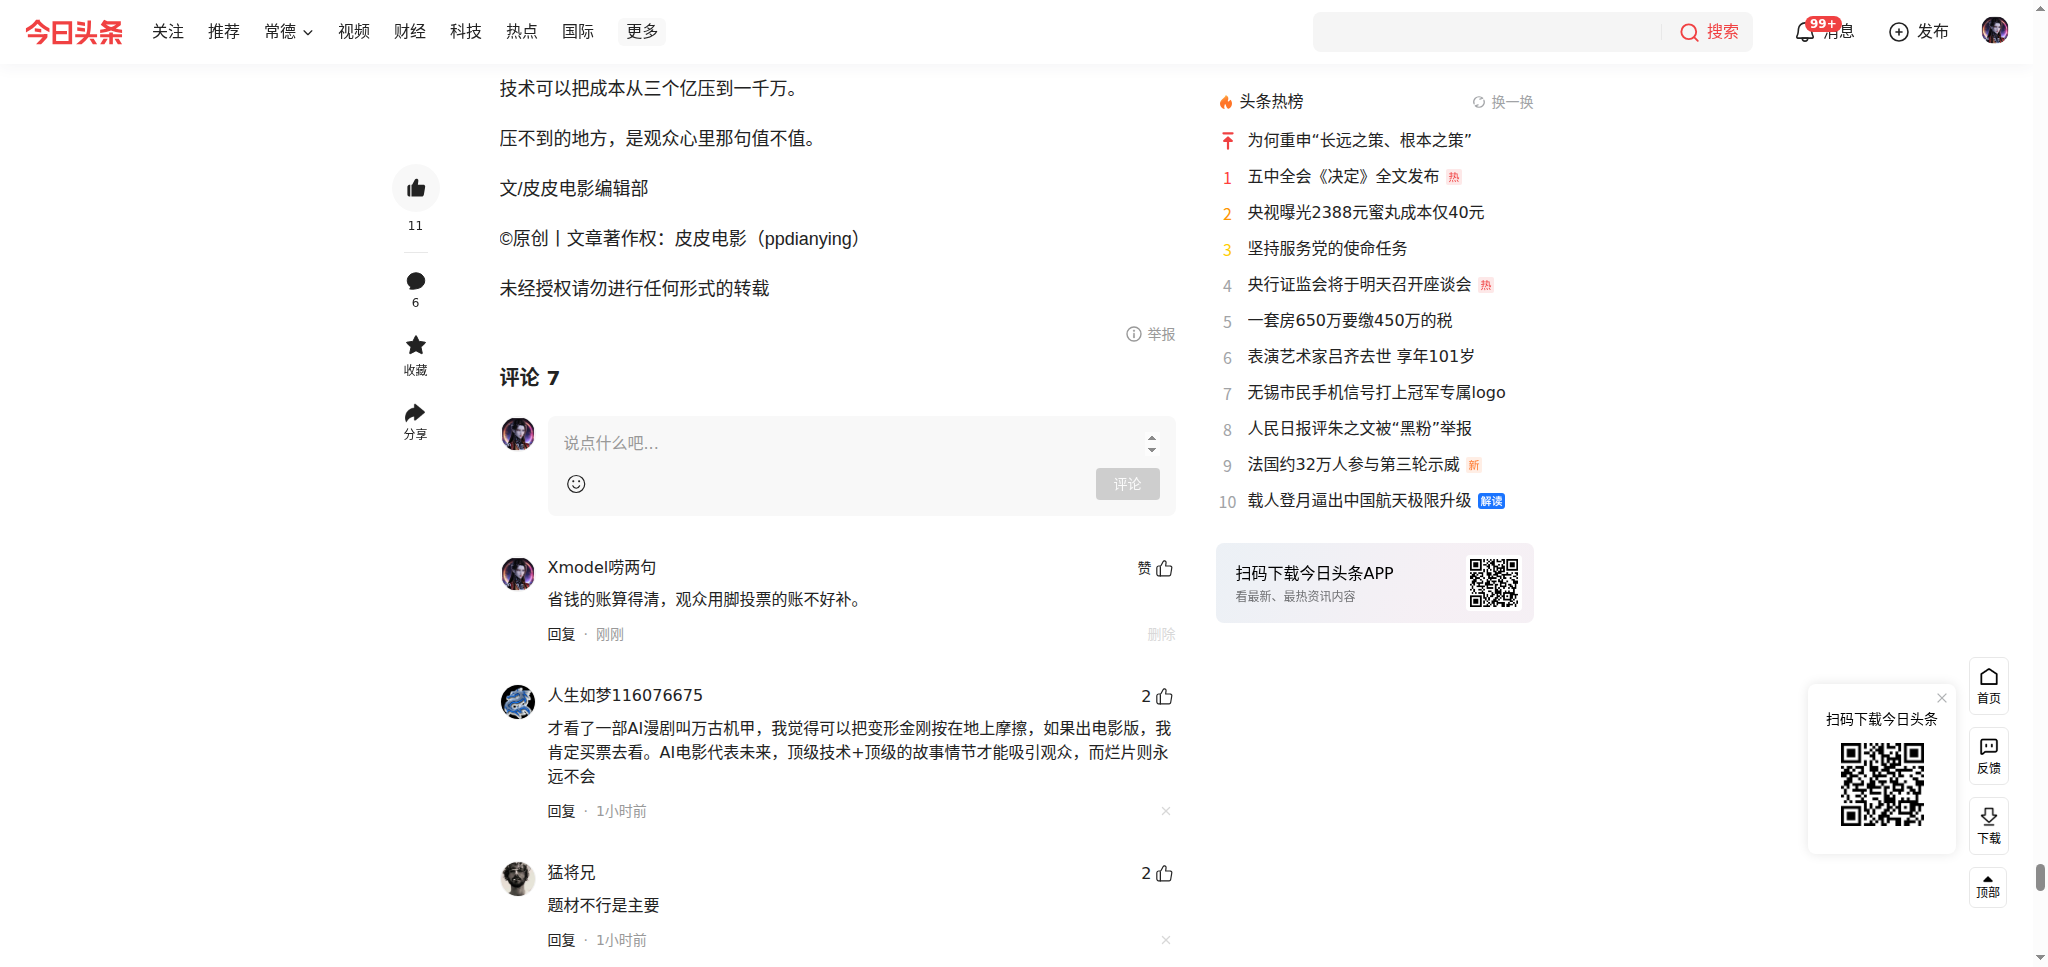 今日头条
关注
推荐
常德
视频
财经
科技
热点
国际
更多
搜索
99+
消息
发布
技术可以把成本从三个亿压到一千万。
压不到的地方，是观众心里那句值不值。
文/皮皮电影编辑部
©原创丨文章著作权：皮皮电影（ppdianying）
未经授权请勿进行任何形式的转载
举报
11
6
收藏
分享
评论 7
说点什么吧...
评论
Xmodel唠两句
赞
省钱的账算得清，观众用脚投票的账不好补。
回复 · 刚刚
删除
人生如梦116076675
2
才看了一部AI漫剧叫万古机甲，我觉得可以把变形金刚按在地上摩擦，如果出电影版，我
肯定买票去看。AI电影代表未来，顶级技术+顶级的故事情节才能吸引观众，而烂片则永
远不会
回复 · 1小时前
猛将兄
2
题材不行是主要
回复 · 1小时前
头条热榜
换一换
为何重申“长远之策、根本之策”
1 五中全会《决定》全文发布 热
2 央视曝光2388元蜜丸成本仅40元
3 坚持服务党的使命任务
4 央行证监会将于明天召开座谈会 热
5 一套房650万要缴450万的税
6 表演艺术家吕齐去世 享年101岁
7 无锡市民手机信号打上冠军专属logo
8 人民日报评朱之文被“黑粉”举报
9 法国约32万人参与第三轮示威 新
10 载人登月逼出中国航天极限升级 解读
扫码下载今日头条APP
看最新、最热资讯内容
扫码下载今日头条
首页
反馈
下载
顶部